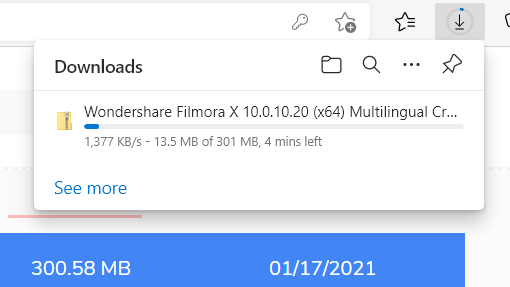 Downloads
Wondershare Filmora X 10.0.10.20 (x64) Multilingual Cr...
1,377 KB/s - 13.5 MB of 301 MB, 4 mins left
See more
300.58 MB
01/17/2021